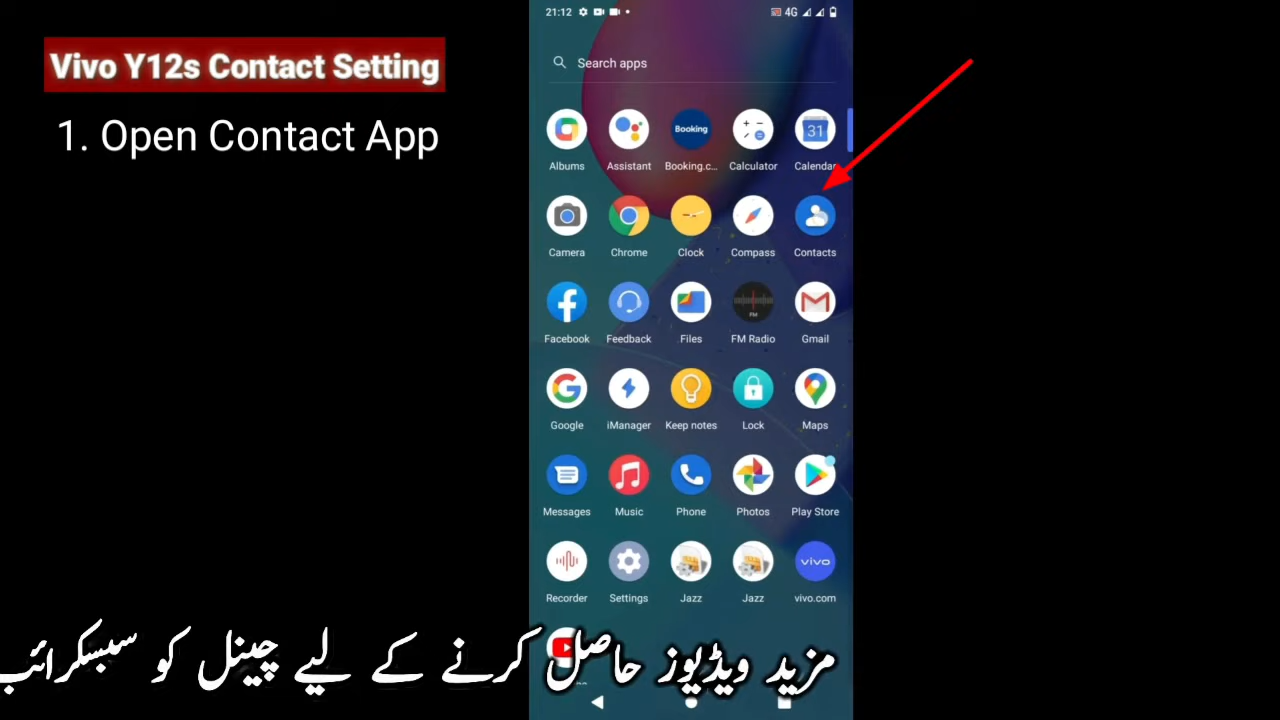 Vivo Y12s Contact Setting
1. Open Contact App
21:12
4G
Search apps
Booking
31
Albums Assistant Booking.c... Calculator Calendar
Camera Chrome Clock Compass Contacts
FM
Facebook Feedback Files FM Radio Gmail
Google iManager Keep notes Lock Maps
Messages Music Phone Photos Play Store
vivo
Recorder Settings Jazz Jazz vivo.com
مزید ویڈیوز حاصل کرنے کے لیے چینل کو سبسکرائب